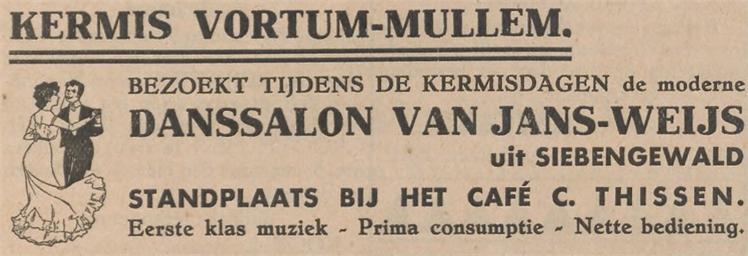 KERMIS VORTUM-MULLEM.
BEZOEKT TIJDENS DE KERMISDAGEN de moderne
DANSSALON VAN JANS-WEIJS
uit SIEBENGEWALD
STANDPLAATS BIJ HET CAFÉ C. THISSEN.
Eerste klas muziek - Prima consumptie - Nette bediening.